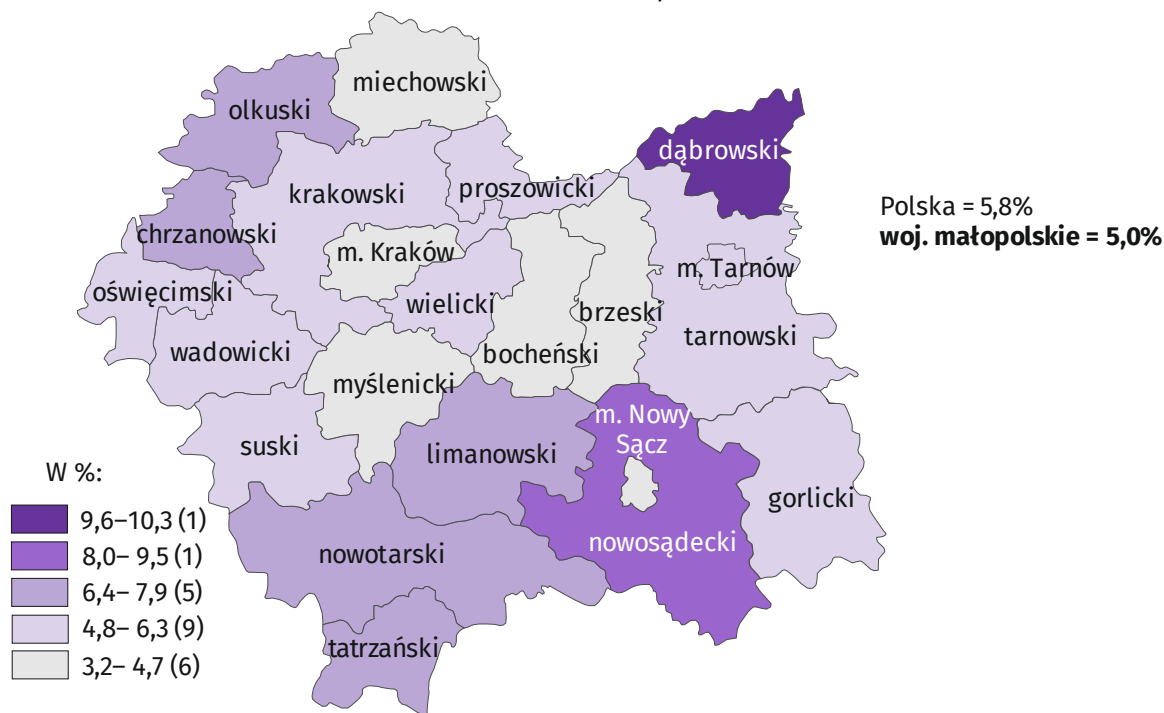 miechowski
olkuski
dąbrowski
krakowski
proszowicki
Polska = 5,8%
woj. małopolskie = 5,0%
chrzanowski
m. Kraków
m. Tarnów
oświęcimski
wielicki
brzeski
tarnowski
wadowicki
bocheński
myślenicki
m. Nowy
Sącz
suski
limanowski
gorlicki
nowosądecki
nowotarski
tatrzański
W %:
9,6–10,3 (1)
8,0– 9,5 (1)
6,4– 7,9 (5)
4,8– 6,3 (9)
3,2– 4,7 (6)